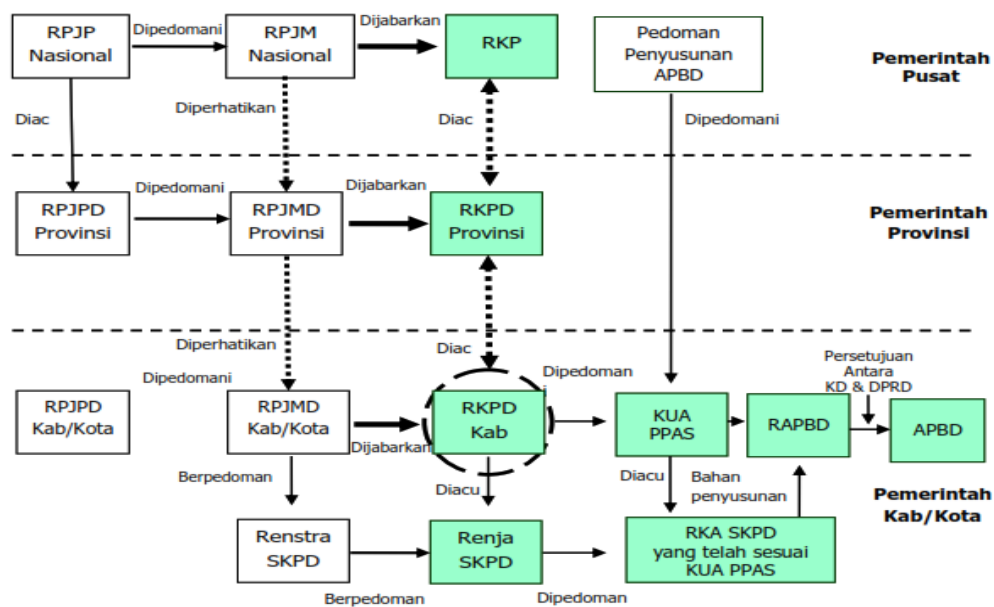 RPJP
Nasional
Dipedomani
RPJM
Nasional
Dijabarkan
RKP
Pedoman
Penyusunan
APBD
Pemerintah
Pusat
Diac
Diperhatikan
Diac
Dipedomani
RPJPD
Provinsi
Dipedomani
RPJMD
Provinsi
Dijabarkan
RKPD
Provinsi
Pemerintah
Provinsi
Diperhatikan
Diac
Persetujuan
Antara
KD & DPRD
Dipedomani
Dipedoman
i
RPJPD
Kab/Kota
RPJMD
Kab/Kota
Dijabarkan
RKPD
Kab
KUA
PPAS
RAPBD
APBD
Berpedoman
Diacu
Diacu
Bahan
penyusunan
Pemerintah
Kab/Kota
Renstra
SKPD
Renja
SKPD
RKA SKPD
yang telah sesuai
KUA PPAS
Berpedoman
Dipedoman